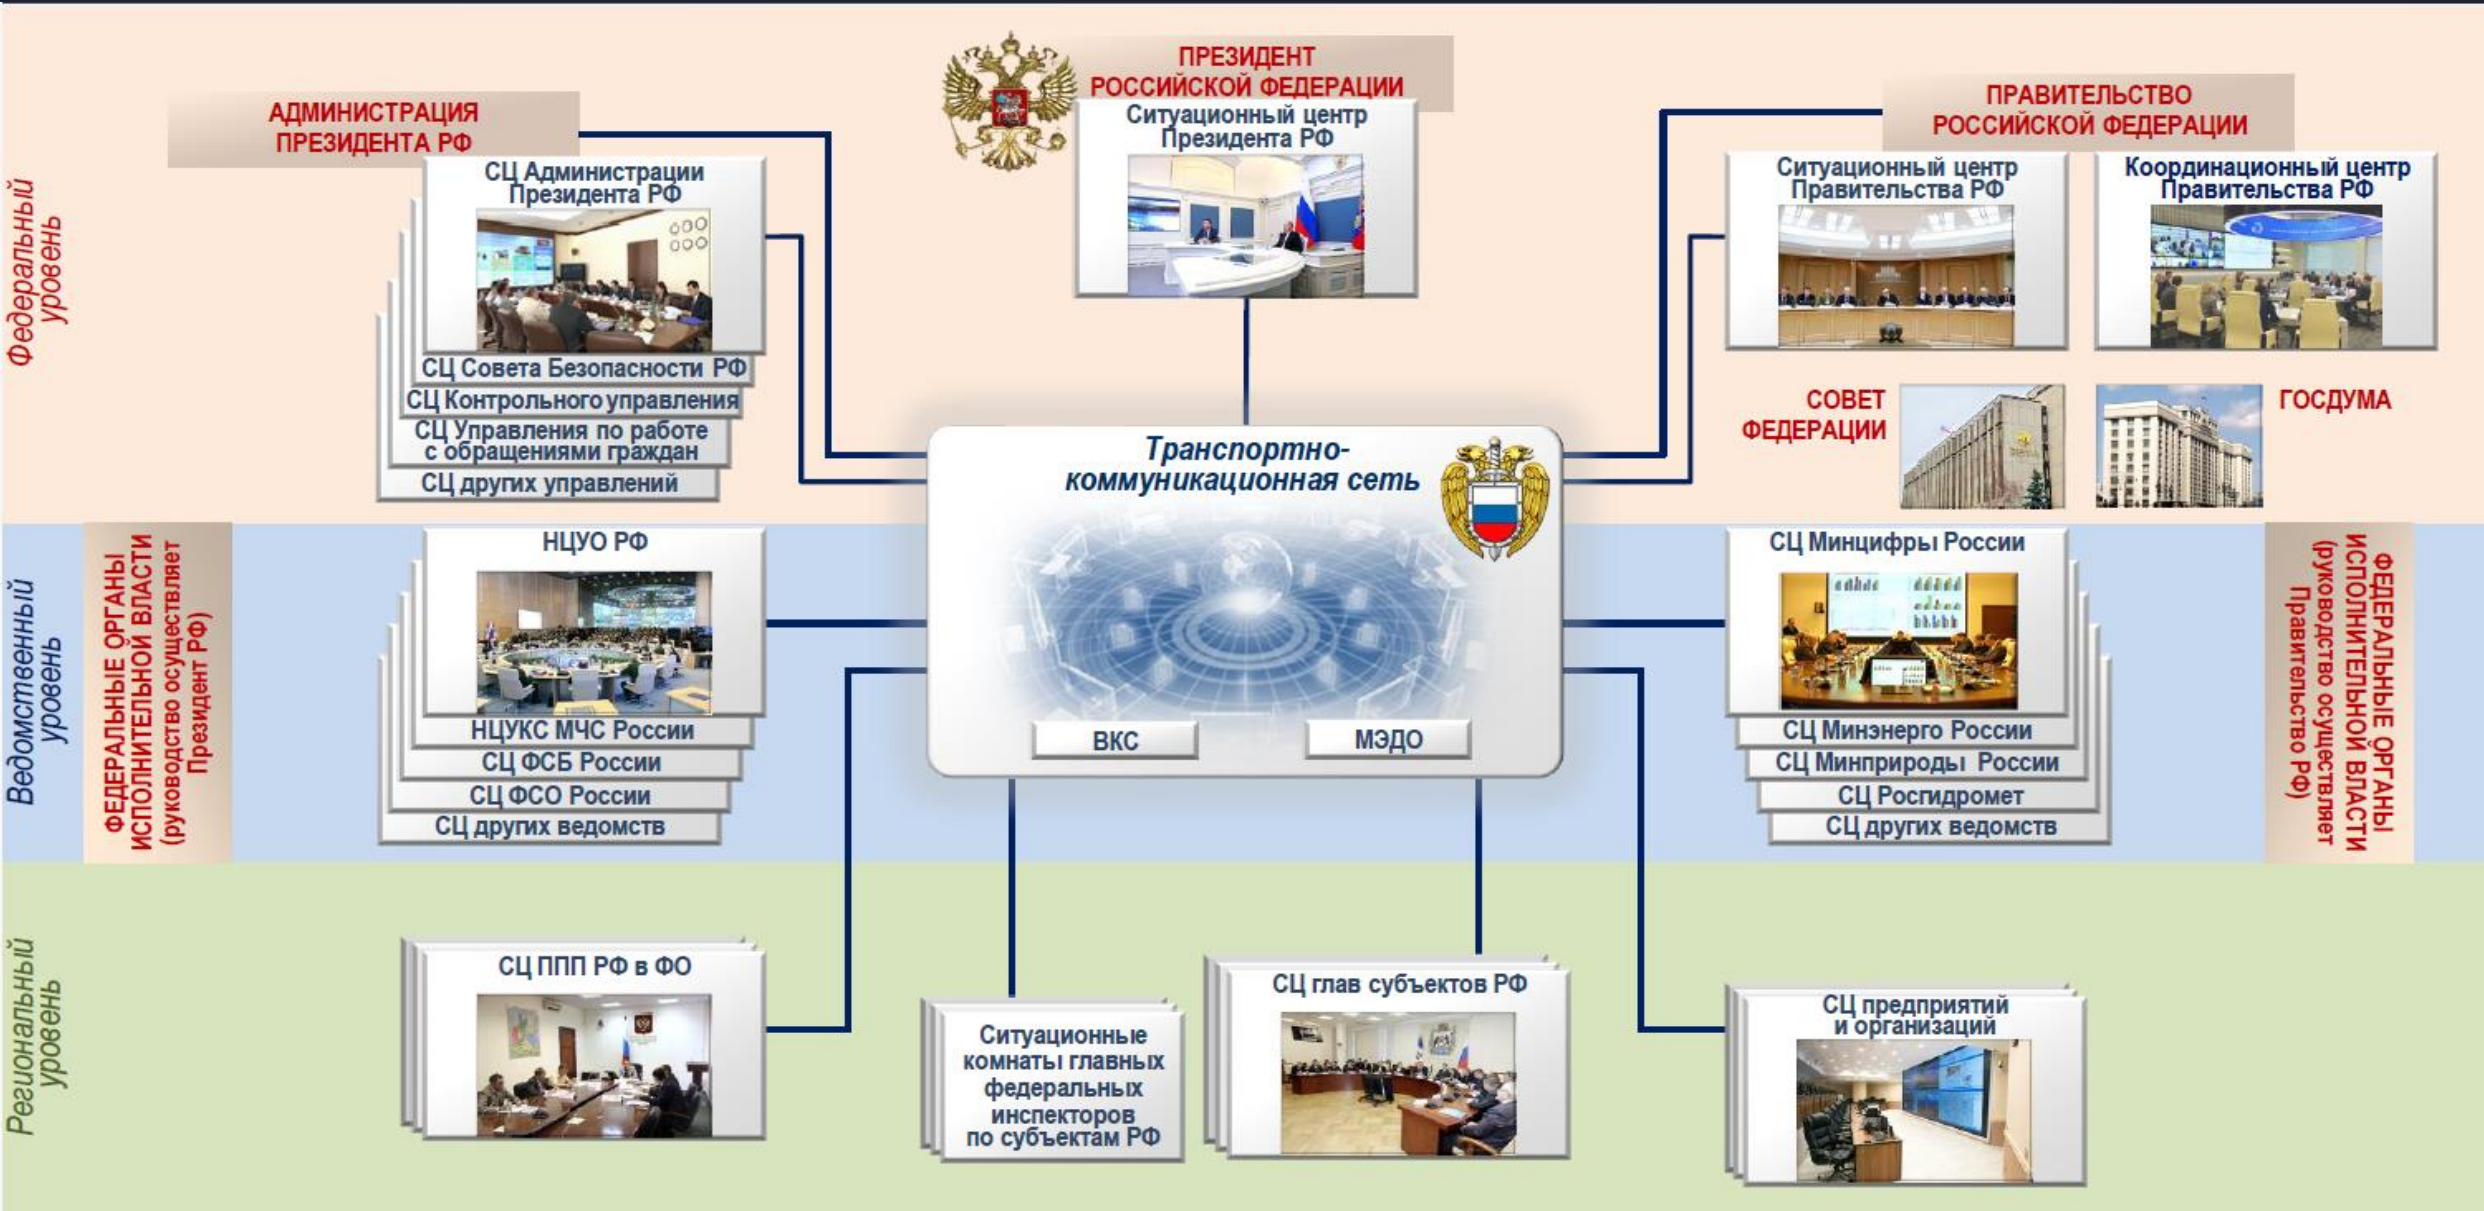 Федеральный
уровень
АДМИНИСТРАЦИЯ
ПРЕЗИДЕНТА РФ
СЦ Администрации
Президента РФ
СЦ Совета Безопасности РФ
СЦ Контрольного управления
СЦ Управления по работе
с обращениями граждан
СЦ других управлений
ПРЕЗИДЕНТ
РОССИЙСКОЙ ФЕДЕРАЦИИ
Ситуационный центр
Президента РФ
ПРАВИТЕЛЬСТВО
РОССИЙСКОЙ ФЕДЕРАЦИИ
Ситуационный центр
Правительства РФ
Координационный центр
Правительства РФ
СОВЕТ
ФЕДЕРАЦИИ
ГОСДУМА
Транспортно-
коммуникационная сеть
ВКС
МЭДО
Ведомственный
уровень
ФЕДЕРАЛЬНЫЕ ОРГАНЫ
ИСПОЛНИТЕЛЬНОЙ ВЛАСТИ
(руководство осуществляет
Президент РФ)
НЦУО РФ
НЦУКС МЧС России
СЦ ФСБ России
СЦ ФСО России
СЦ других ведомств
СЦ Минцифры России
СЦ Минэнерго России
СЦ Минприроды России
СЦ Росгидромет
СЦ других ведомств
ФЕДЕРАЛЬНЫЕ ОРГАНЫ
ИСПОЛНИТЕЛЬНОЙ ВЛАСТИ
(руководство осуществляет
Правительство РФ)
Региональный
уровень
СЦ ППП РФ в ФО
Ситуационные
комнаты главных
федеральных
инспекторов
по субъектам РФ
СЦ глав субъектов РФ
СЦ предприятий
и организаций